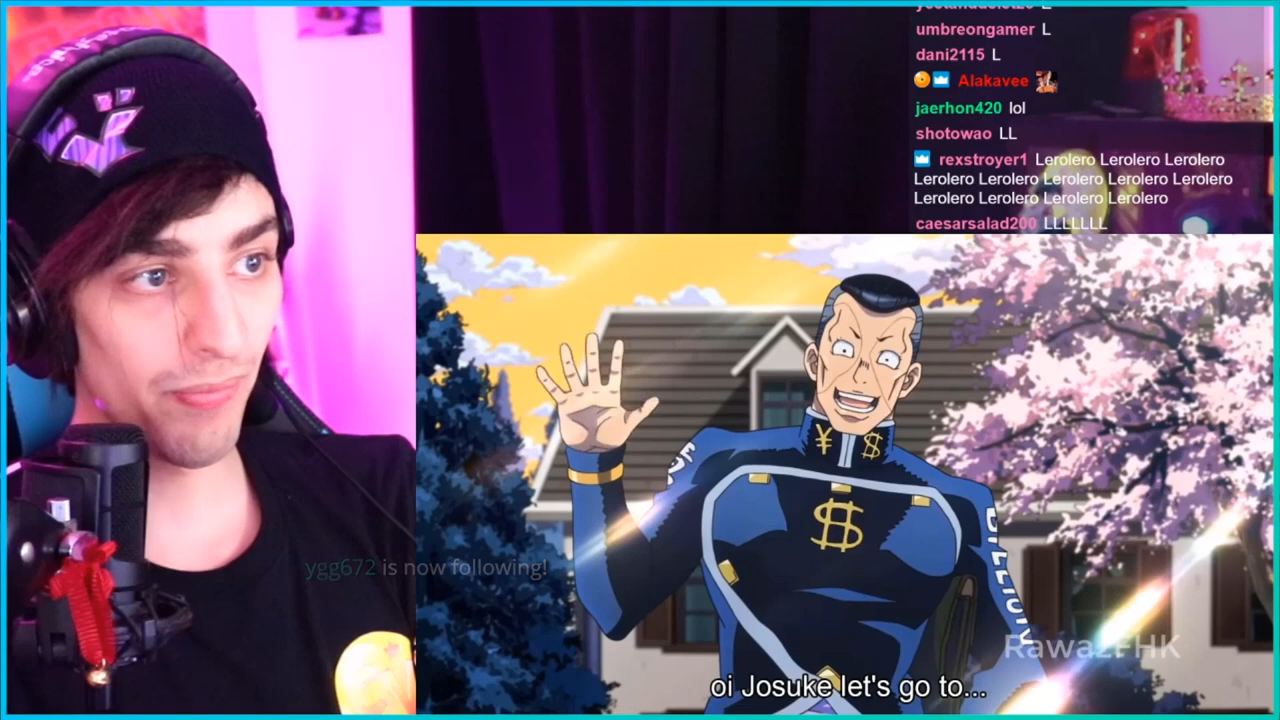 umbreongamer L
dani2115 L
Alakavee
jaerhon420 lol
shotowao LL
rexstroyer1 Lerolero Lerolero Lerolero
Lerolero Lerolero Lerolero Lerolero Lerolero
Lerolero Lerolero Lerolero Lerolero
caesarsalad200 LLLLLLL
¥ $
$
5
BILLION
ygg672 is now following!
oi Josuke let's go to...